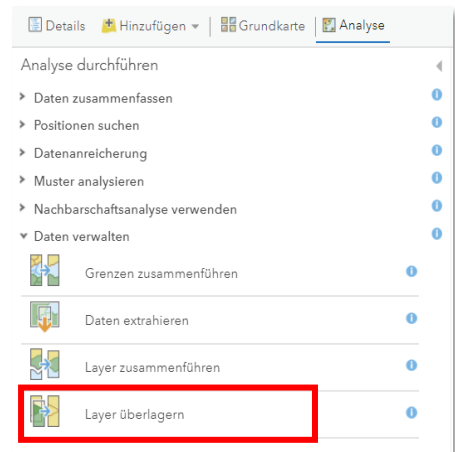 Details Hinzufügen Grundkarte Analyse
Analyse durchführen
Daten zusammenfassen
Positionen suchen
Datenanreicherung
Muster analysieren
Nachbarschaftsanalyse verwenden
Daten verwalten
Grenzen zusammenführen
Daten extrahieren
Layer zusammenführen
Layer überlagern